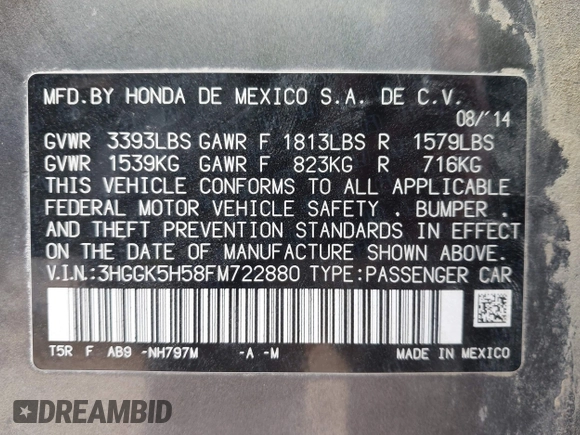 MFD.BY HONDA DE MEXICO S.A. DE C.V.
08/'14
GVWR 3393LBS GAWR F 1813LBS R 1579LBS
GVWR 1539KG GAWR F 823KG R 716KG
THIS VEHICLE CONFORMS TO ALL APPLICABLE
FEDERAL MOTOR VEHICLE SAFETY . BUMPER .
AND THEFT PREVENTION STANDARDS IN EFFECT
ON THE DATE OF MANUFACTURE SHOWN ABOVE.
V.I.N:3HGGK5H58FM722880 TYPE:PASSENGER CAR
T5R F AB9 -NH797M -A -M MADE IN MEXICO
DREAMBID